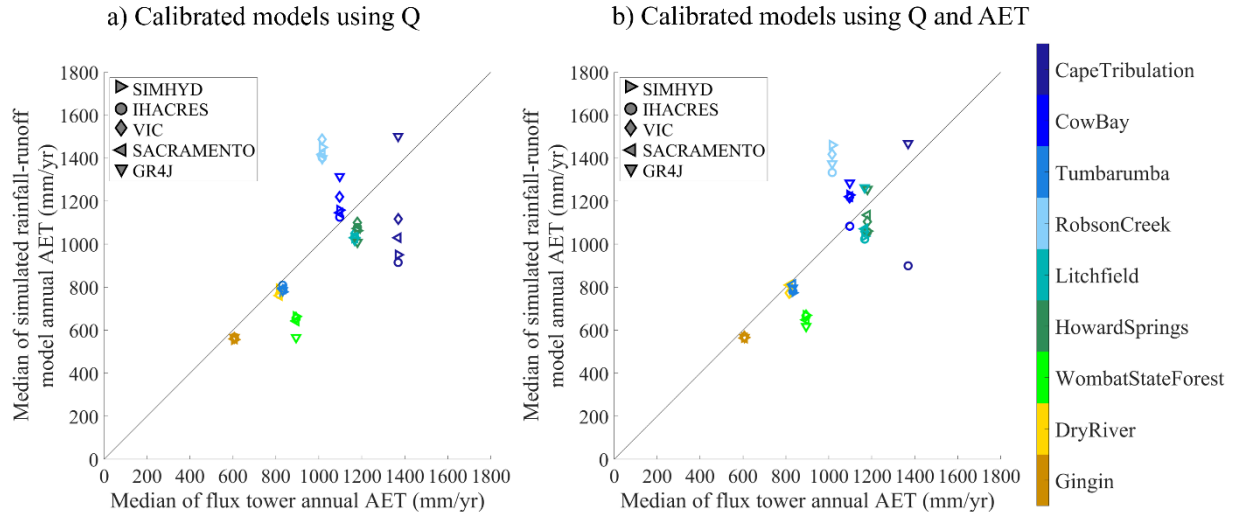 a) Calibrated models using Q
b) Calibrated models using Q and AET
Median of simulated rainfall-runoff
model annual AET (mm/yr)
1800
1600
1400
1200
1000
800
600
400
200
0
SIMHYD
IHACRES
VIC
SACRAMENTO
GR4J
0 200 400 600 800 1000 1200 1400 1600 1800
Median of flux tower annual AET (mm/yr)
Median of simulated rainfall-runoff
model annual AET (mm/yr)
1800
1600
1400
1200
1000
800
600
400
200
0
SIMHYD
IHACRES
VIC
SACRAMENTO
GR4J
0 200 400 600 800 1000 1200 1400 1600 1800
Median of flux tower annual AET (mm/yr)
CapeTribulation
CowBay
Tumbarumba
RobsonCreek
Litchfield
HowardSprings
WombatStateForest
DryRiver
Gingin